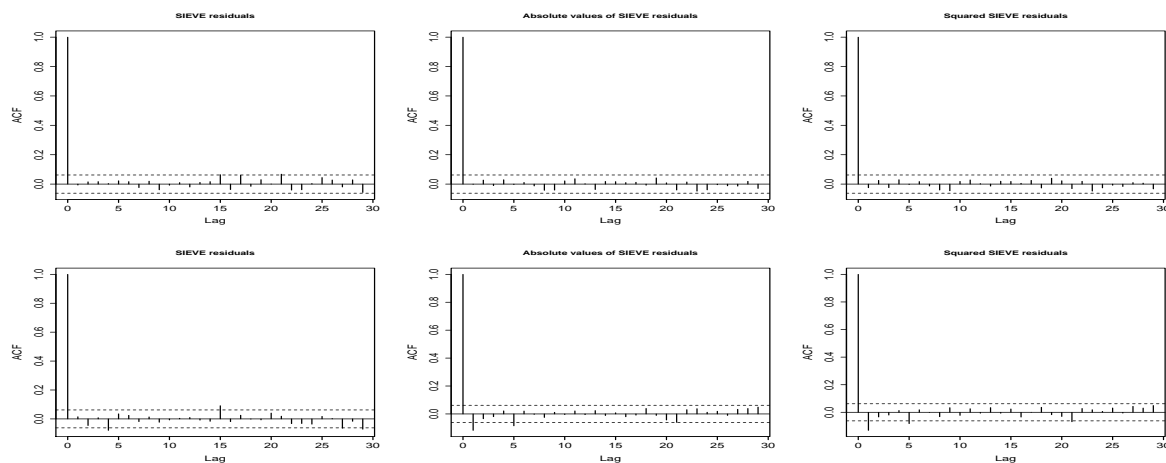 SIEVE residuals
ACF
0.0 0.2 0.4 0.6 0.8 1.0
0 5 10 15 20 25 30
Lag
Absolute values of SIEVE residuals
ACF
0.0 0.2 0.4 0.6 0.8 1.0
0 5 10 15 20 25 30
Lag
Squared SIEVE residuals
ACF
0.0 0.2 0.4 0.6 0.8 1.0
0 5 10 15 20 25 30
Lag
SIEVE residuals
ACF
0.0 0.2 0.4 0.6 0.8 1.0
0 5 10 15 20 25 30
Lag
Absolute values of SIEVE residuals
ACF
0.0 0.2 0.4 0.6 0.8 1.0
0 5 10 15 20 25 30
Lag
Squared SIEVE residuals
ACF
0.0 0.2 0.4 0.6 0.8 1.0
0 5 10 15 20 25 30
Lag